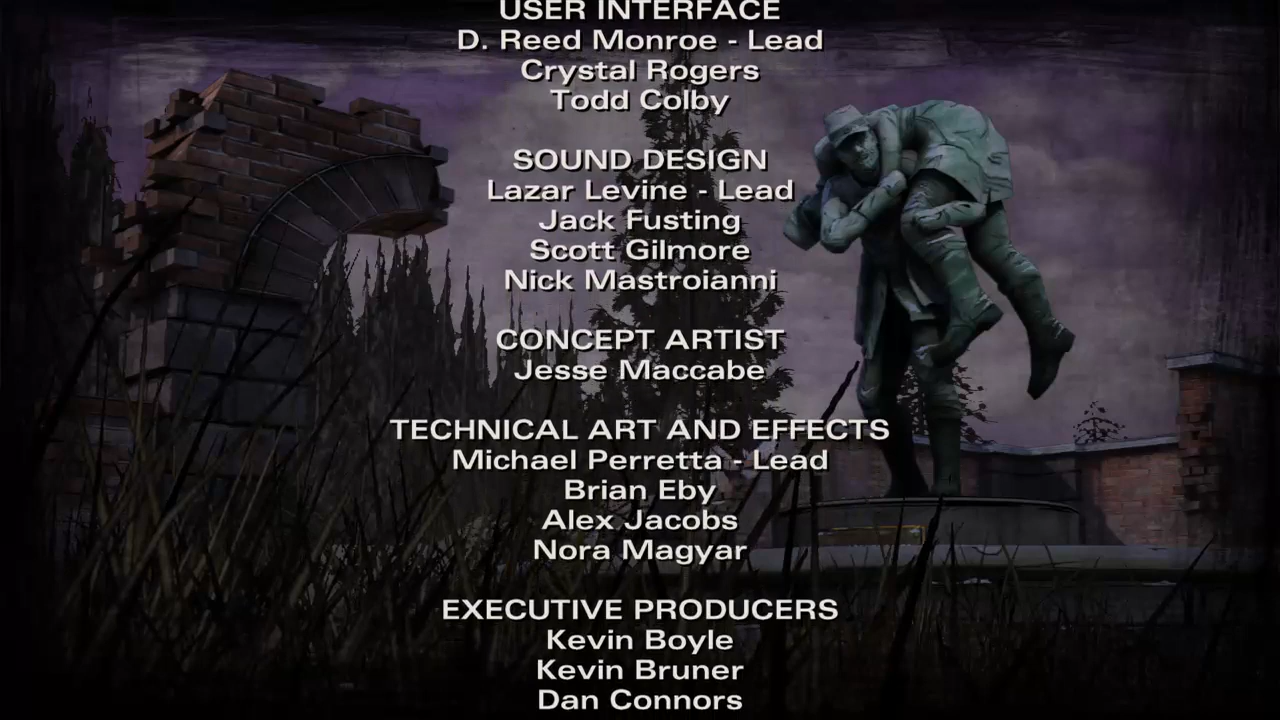 USER INTERFACE
D. Reed Monroe - Lead
Crystal Rogers
Todd Colby
SOUND DESIGN
Lazar Levine - Lead
Jack Fusting
Scott Gilmore
Nick Mastroianni
CONCEPT ARTIST
Jesse Maccabe
TECHNICAL ART AND EFFECTS
Michael Perretta - Lead
Brian Eby
Alex Jacobs
Nora Magyar
EXECUTIVE PRODUCERS
Kevin Boyle
Kevin Bruner
Dan Connors